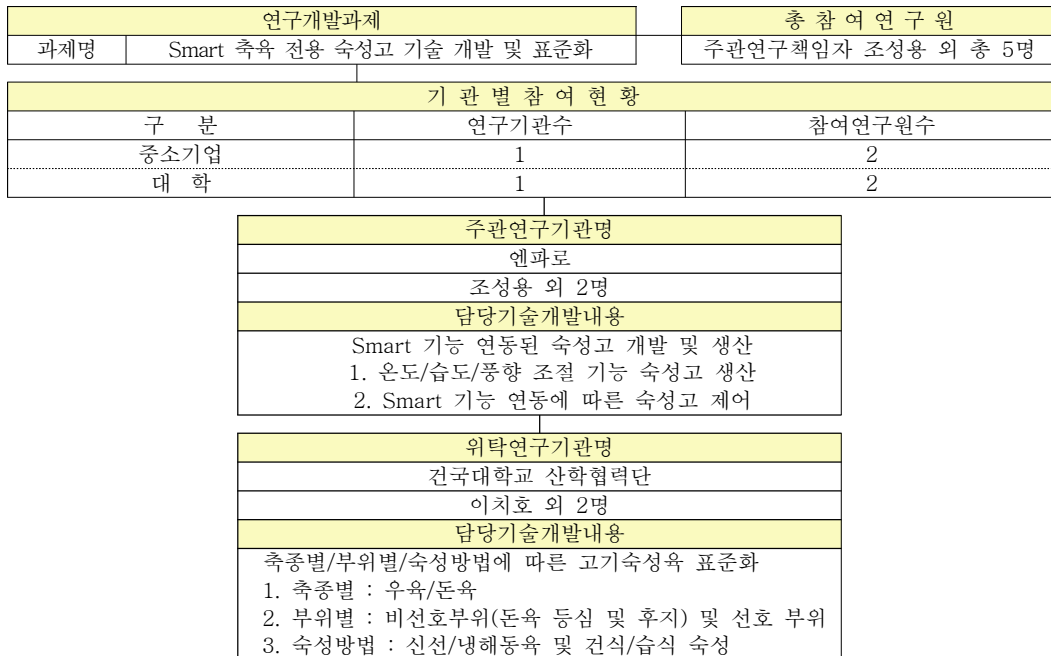 연구개발과제 총 참 여 연 구 원
과제명 Smart 축육 전용 숙성고 기술 개발 및 표준화 주관연구책임자 조성용 외 총 5명
기 관 별 참 여 현 황
구 분 연구기관수 참여연구원수
중소기업 1 2
대 학 1 2
주관연구기관명
엔파로
조성용 외 2명
담당기술개발내용
Smart 기능 연동된 숙성고 개발 및 생산
1. 온도/습도/풍향 조절 기능 숙성고 생산
2. Smart 기능 연동에 따른 숙성고 제어
위탁연구기관명
건국대학교 산학협력단
이치호 외 2명
담당기술개발내용
축종별/부위별/숙성방법에 따른 고기숙성육 표준화
1. 축종별 : 우육/돈육
2. 부위별 : 비선호부위(돈육 등심 및 후지) 및 선호 부위
3. 숙성방법 : 신선/냉해동육 및 건식/습식 숙성